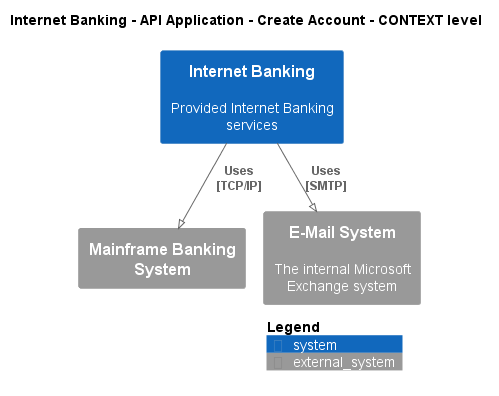 Internet Banking - API Application - Create Account - CONTEXT level
Internet Banking
Provided Internet Banking
services
Uses
[TCP/IP]
Uses
[SMTP]
Mainframe Banking
System
E-Mail System
The internal Microsoft
Exchange system
Legend
system
external_system